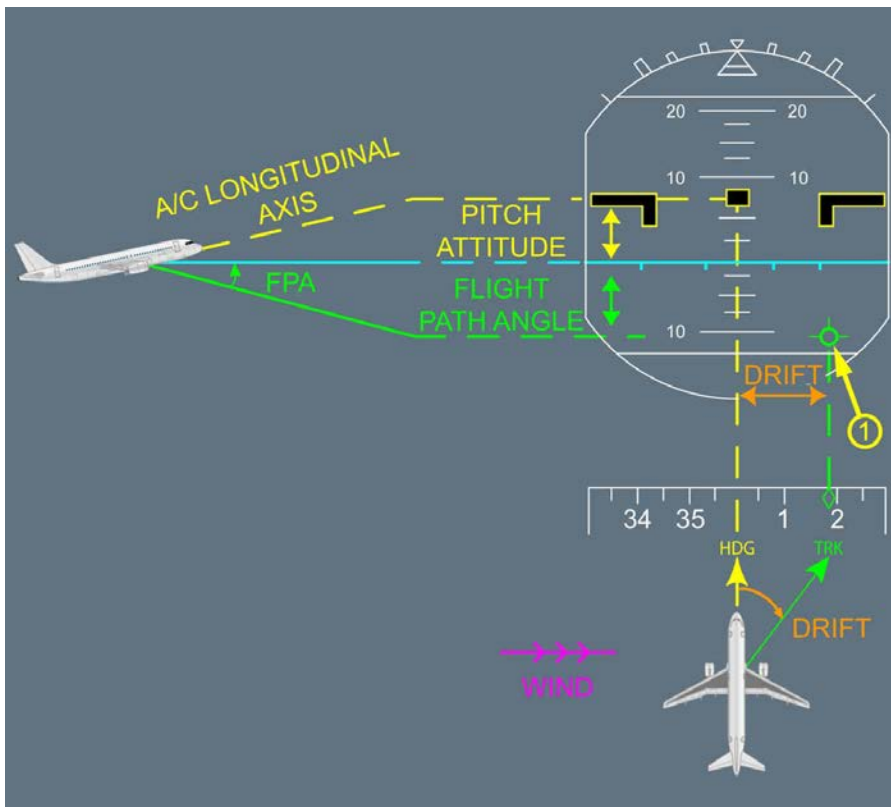 20 20
A/C LONGITUDINAL
AXIS
10 10
PITCH
ATTITUDE
FPA
FLIGHT
PATH ANGLE
10
DRIFT
1
34 35 1 2
HDG TRK
DRIFT
WIND